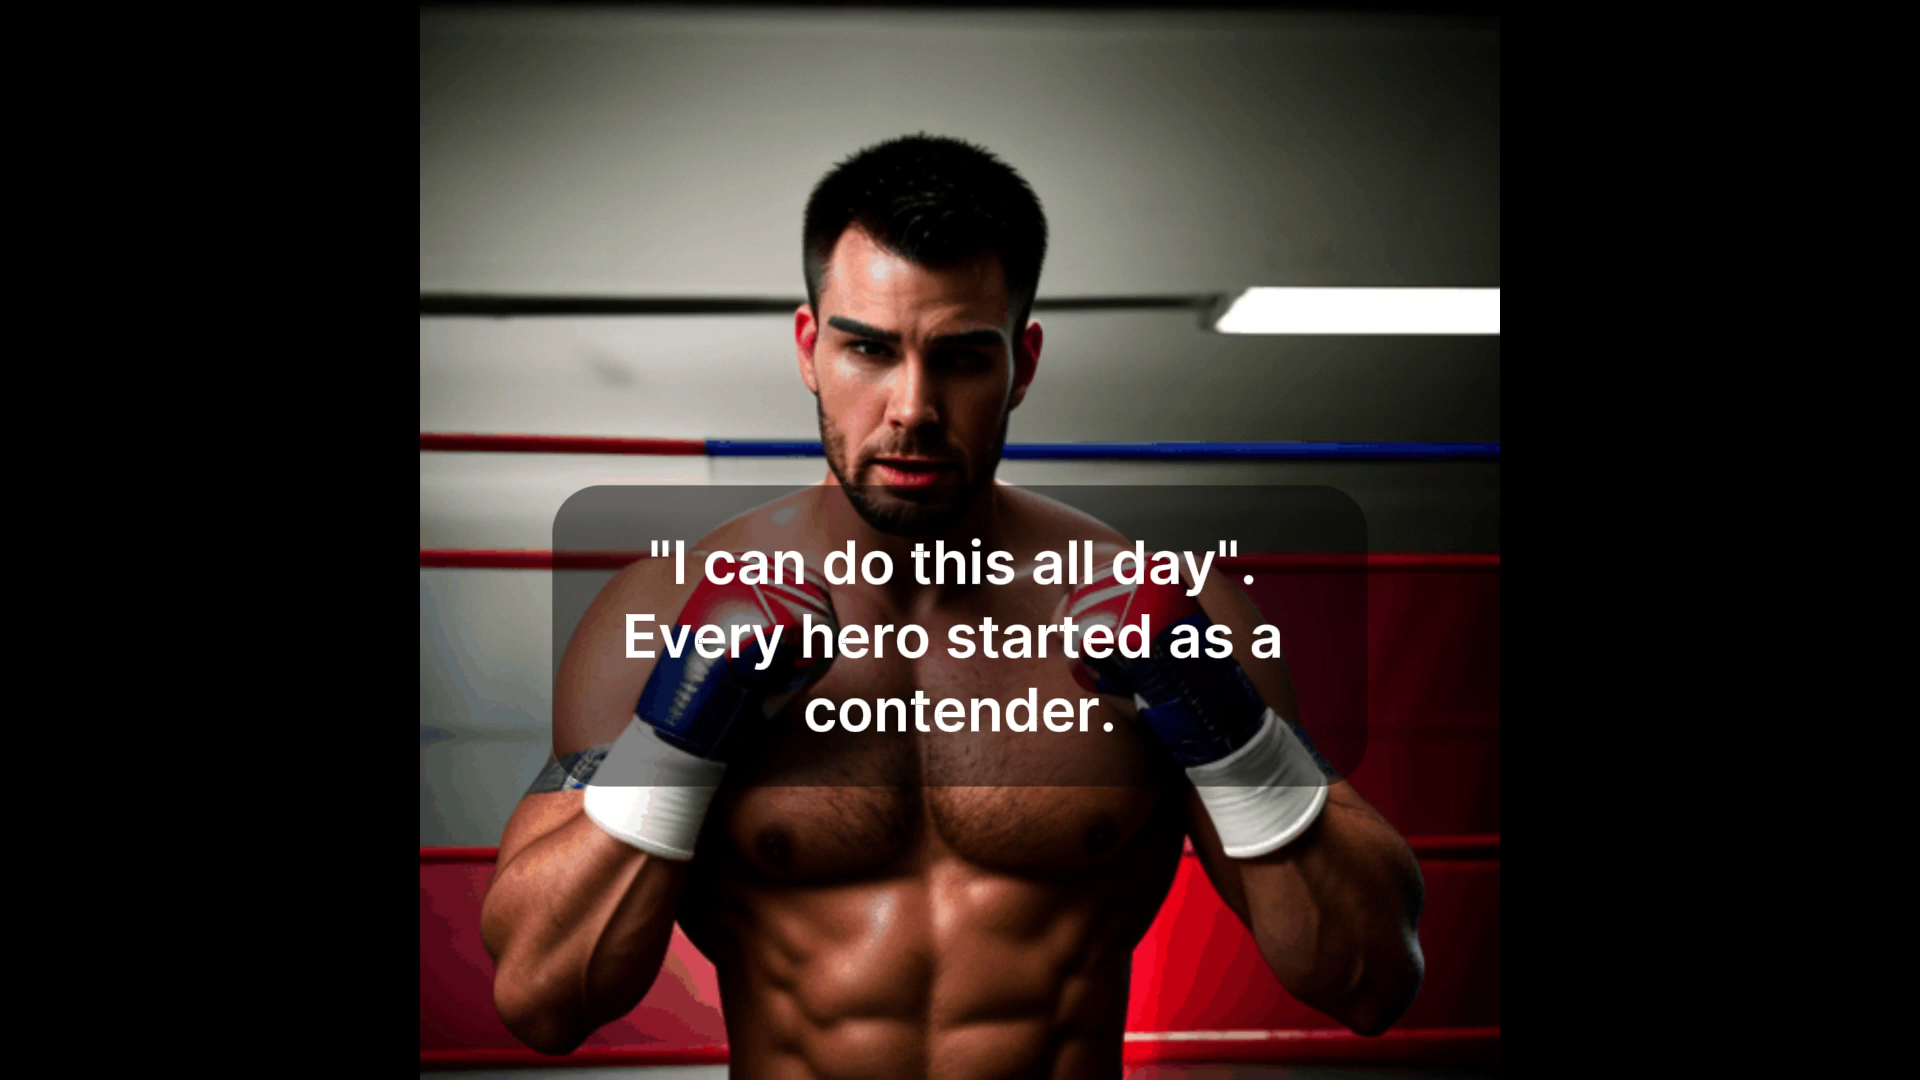 "I can do this all day".
Every hero started as a
contender.